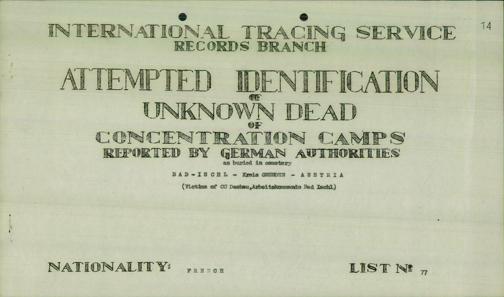 14
INTERNATIONAL TRACING SERVICE
RECORDS BRANCH
ATTEMPTED IDENTIFICATION
OF
UNKNOWN DEAD
OF
CONCENTRATION CAMPS
REPORTED BY GERMAN AUTHORITIES
as buried in cemetery
BAD-ISCHL - Kreis GMUNDEN - AUSTRIA
(Victims of CC Dachau, Arbeitskommando Bad Ischl)
NATIONALITY: FRENCH LIST No 77